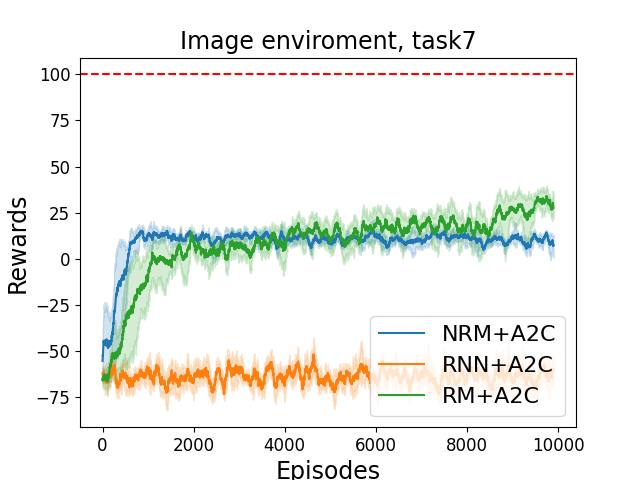 Image enviroment, task7
100
75
50
25
0
−25
−50
−75
Rewards
NRM+A2C
RNN+A2C
RM+A2C
0 2000 4000 6000 8000 10000
Episodes